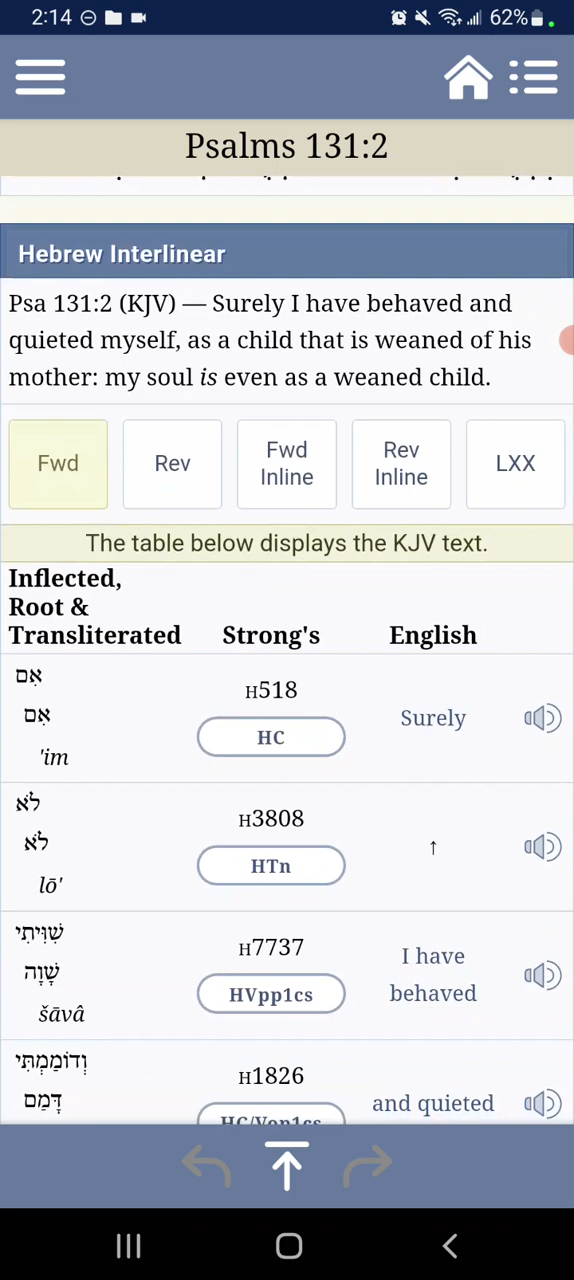 2:14 62%
Psalms 131:2
Hebrew Interlinear
Psa 131:2 (KJV) — Surely I have behaved and
quieted myself, as a child that is weaned of his
mother: my soul is even as a weaned child.
Fwd
Rev
Fwd
Inline
Rev
Inline
LXX
The table below displays the KJV text.
Inflected,
Root &
Transliterated Strong's English
אִם
אִם
'im
H518
HC
Surely
לֹא
לֹא
lō'
H3808
HTn
↑
שִׁוִּיתִי
שָׁוָה
šāvâ
H7737
HVpp1cs
I have
behaved
וְדוֹמַמְתִּי
דָּמַם
H1826
HC/Vop1cs
and quieted